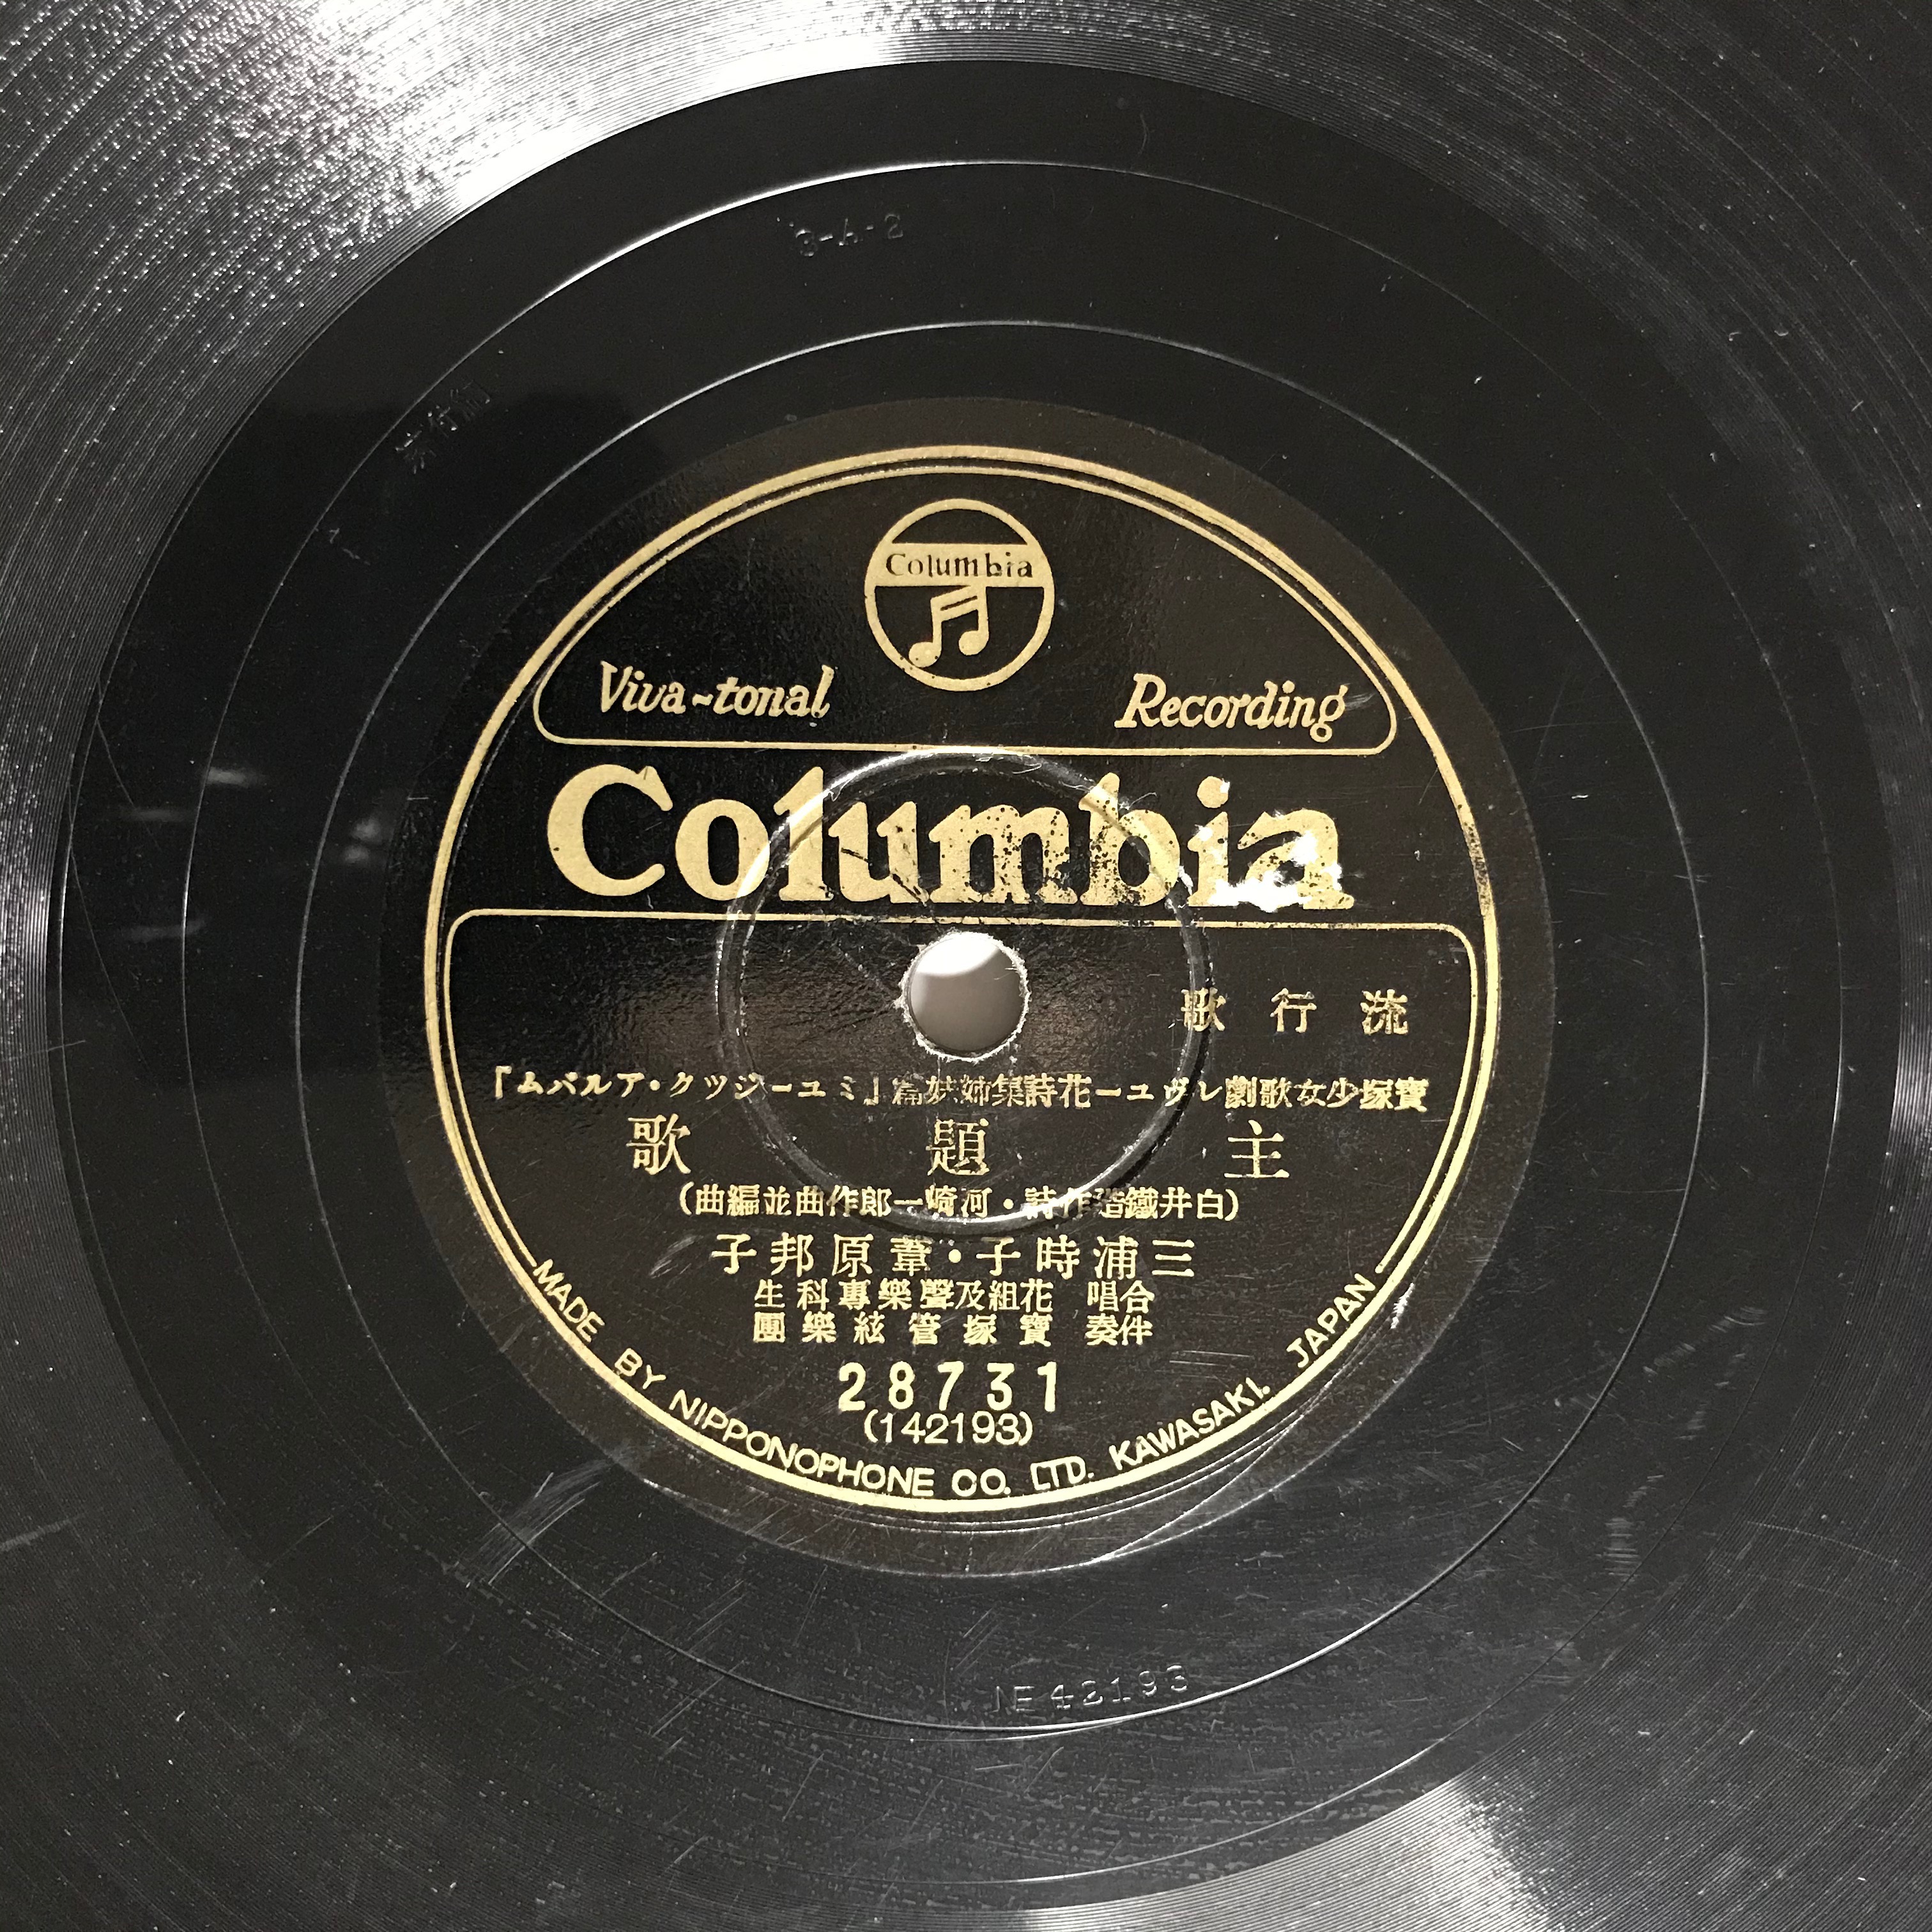 Columbia
Viva-tonal Recording
Columbia
流行歌
寶塚少女歌劇レヴユー花詩集姉妹篇「ミユージツク・アルバム」
主題歌
(白井鐵造作詩・河崎一郎作曲並編曲)
三浦時子・葦原邦子
合唱 花組及聲樂專科生
伴奏 寶塚管絃樂團
28731
(142193)
MADE BY NIPPONOPHONE CO. LTD. KAWASAKI. JAPAN